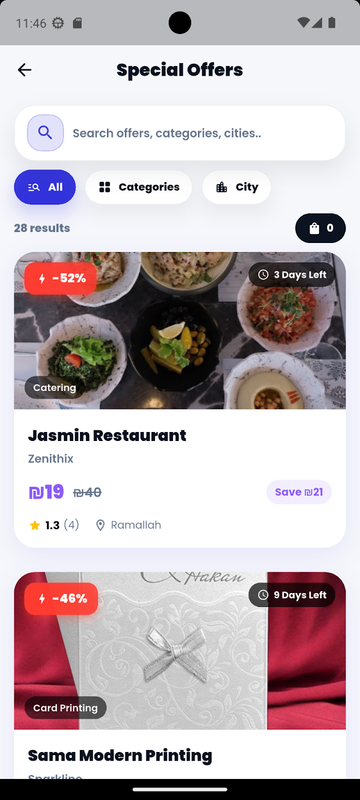 11:46
Special Offers
Search offers, categories, cities..
All
Categories
City
28 results
0
-52%
3 Days Left
Catering
Jasmin Restaurant
Zenithix
₪19 ₪40
Save ₪21
1.3 (4)
Ramallah
-46%
9 Days Left
& Hakan
Card Printing
Sama Modern Printing
Sparkline